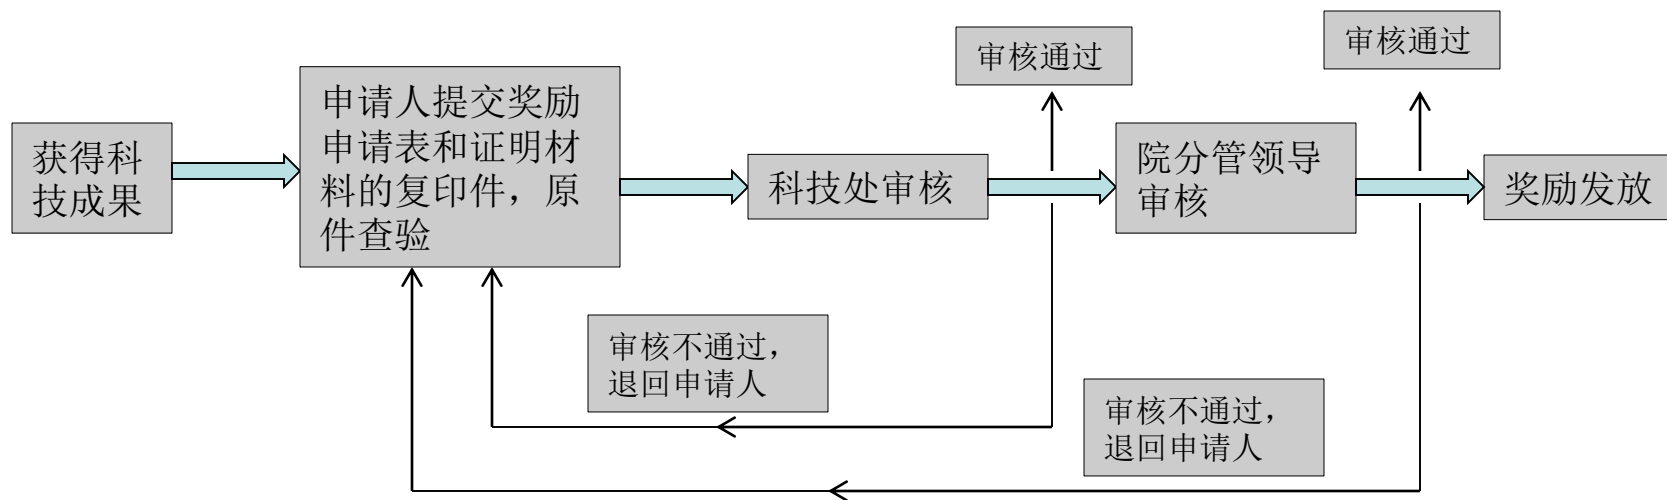 获得科
技成果
申请人提交奖励
申请表和证明材
料的复印件，原
件查验
科技处审核
审核通过
院分管领导
审核
审核通过
奖励发放
审核不通过，
退回申请人
审核不通过，
退回申请人